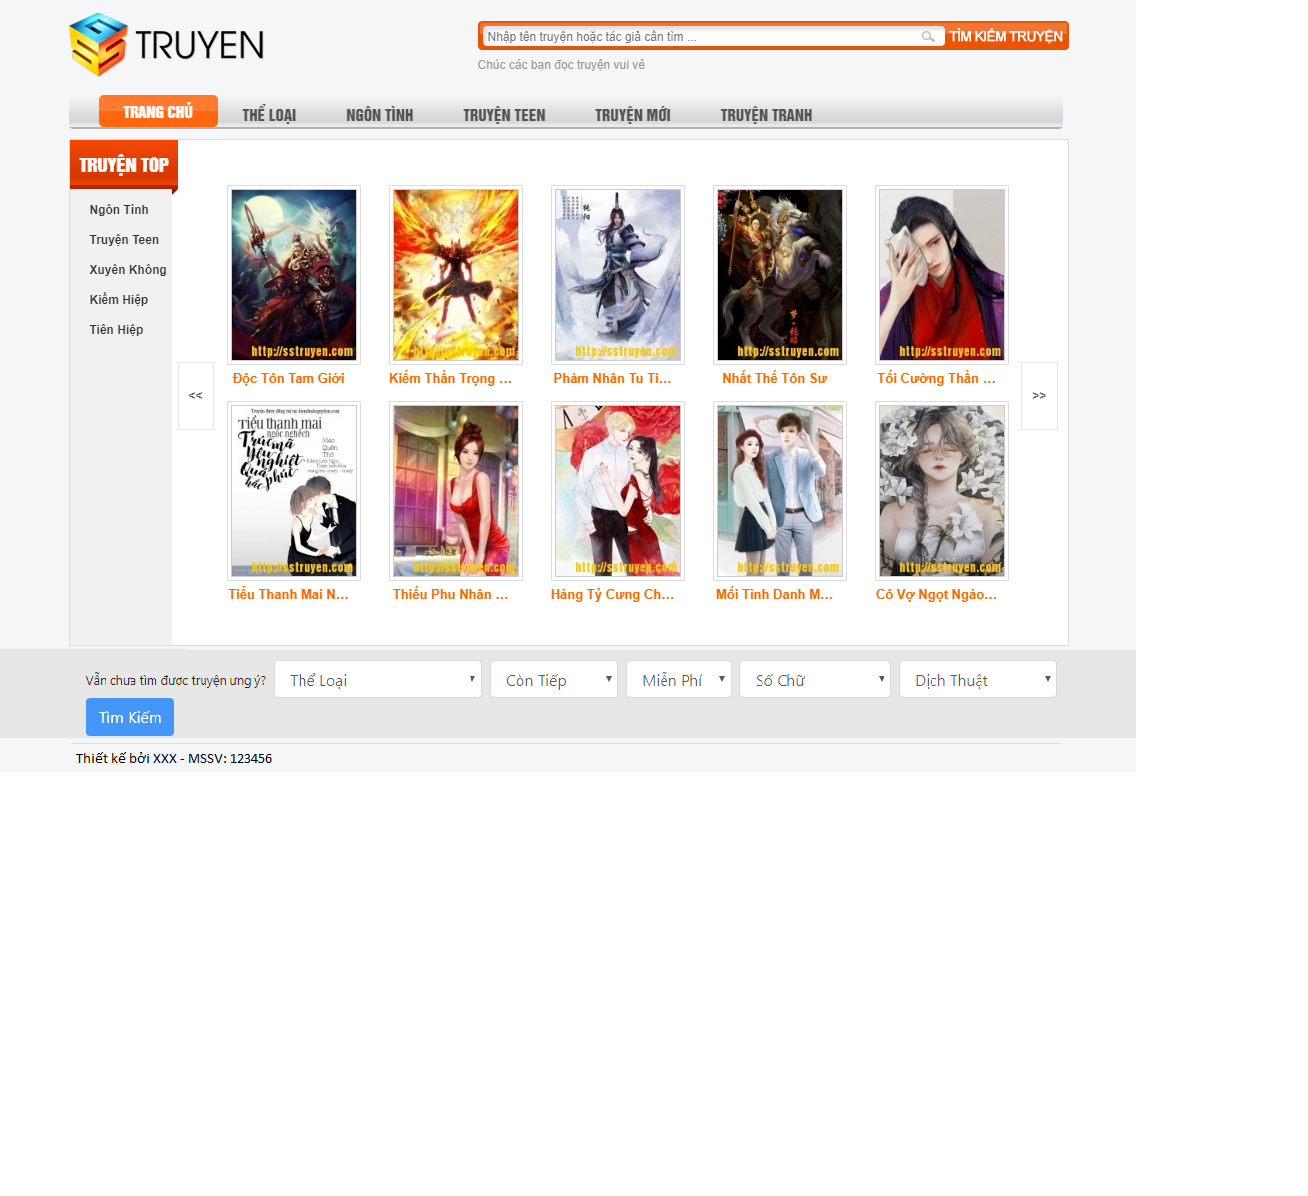 TRUYEN
Nhập tên truyện hoặc tác giả cần tìm ...
TÌM KIẾM TRUYỆN
Chúc các bạn đọc truyện vui vẻ
TRANG CHỦ
THỂ LOẠI
NGÔN TÌNH
TRUYỆN TEEN
TRUYỆN MỚI
TRUYỆN TRANH
TRUYỆN TOP
Ngôn Tình
Truyện Teen
Xuyên Không
Kiếm Hiệp
Tiên Hiệp
<<
http://sstruyen.com
http://sstruyen.com
http://sstruyen.com
http://sstruyen.com
http://sstruyen.com
Độc Tôn Tam Giới
Kiếm Thần Trọng ...
Phàm Nhân Tu Ti...
Nhất Thế Tôn Sư
Tối Cường Thần ...
>>
Tiểu thanh mai
ngốc nghếch
Trúc mã
yêu nghiệt
Quá
hắc phúc
Mèo
Quân
Thờ
http://sstruyen.com
http://sstruyen.com
http://sstruyen.com
http://sstruyen.com
http://sstruyen.com
Tiểu Thanh Mai N...
Thiếu Phu Nhân ...
Hàng Tỷ Cưng Ch...
Mối Tình Danh M...
Cô Vợ Ngọt Ngào...
Vẫn chưa tìm được truyện ưng ý?
Thể Loại
Còn Tiếp
Miễn Phí
Số Chữ
Dịch Thuật
Tìm Kiếm
Thiết kế bởi XXX - MSSV: 123456